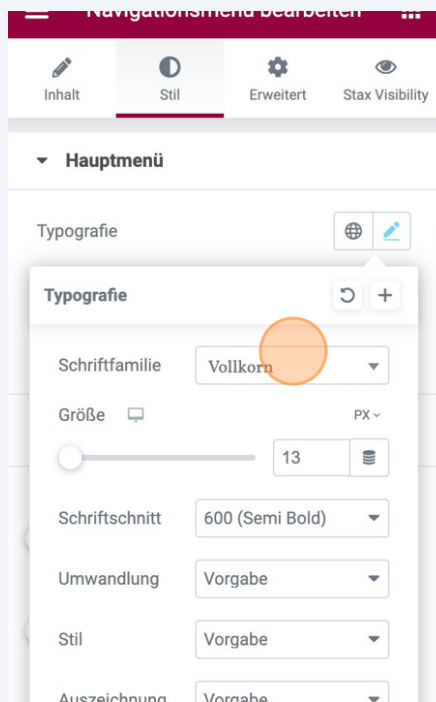 Navigationsmenü bearbeiten
Inhalt Stil Erweitert Stax Visibility
Hauptmenü
Typografie
Typografie
Schriftfamilie Vollkorn
Größe PX
13
Schriftschnitt 600 (Semi Bold)
Umwandlung Vorgabe
Stil Vorgabe
Auszeichnung Vorgabe